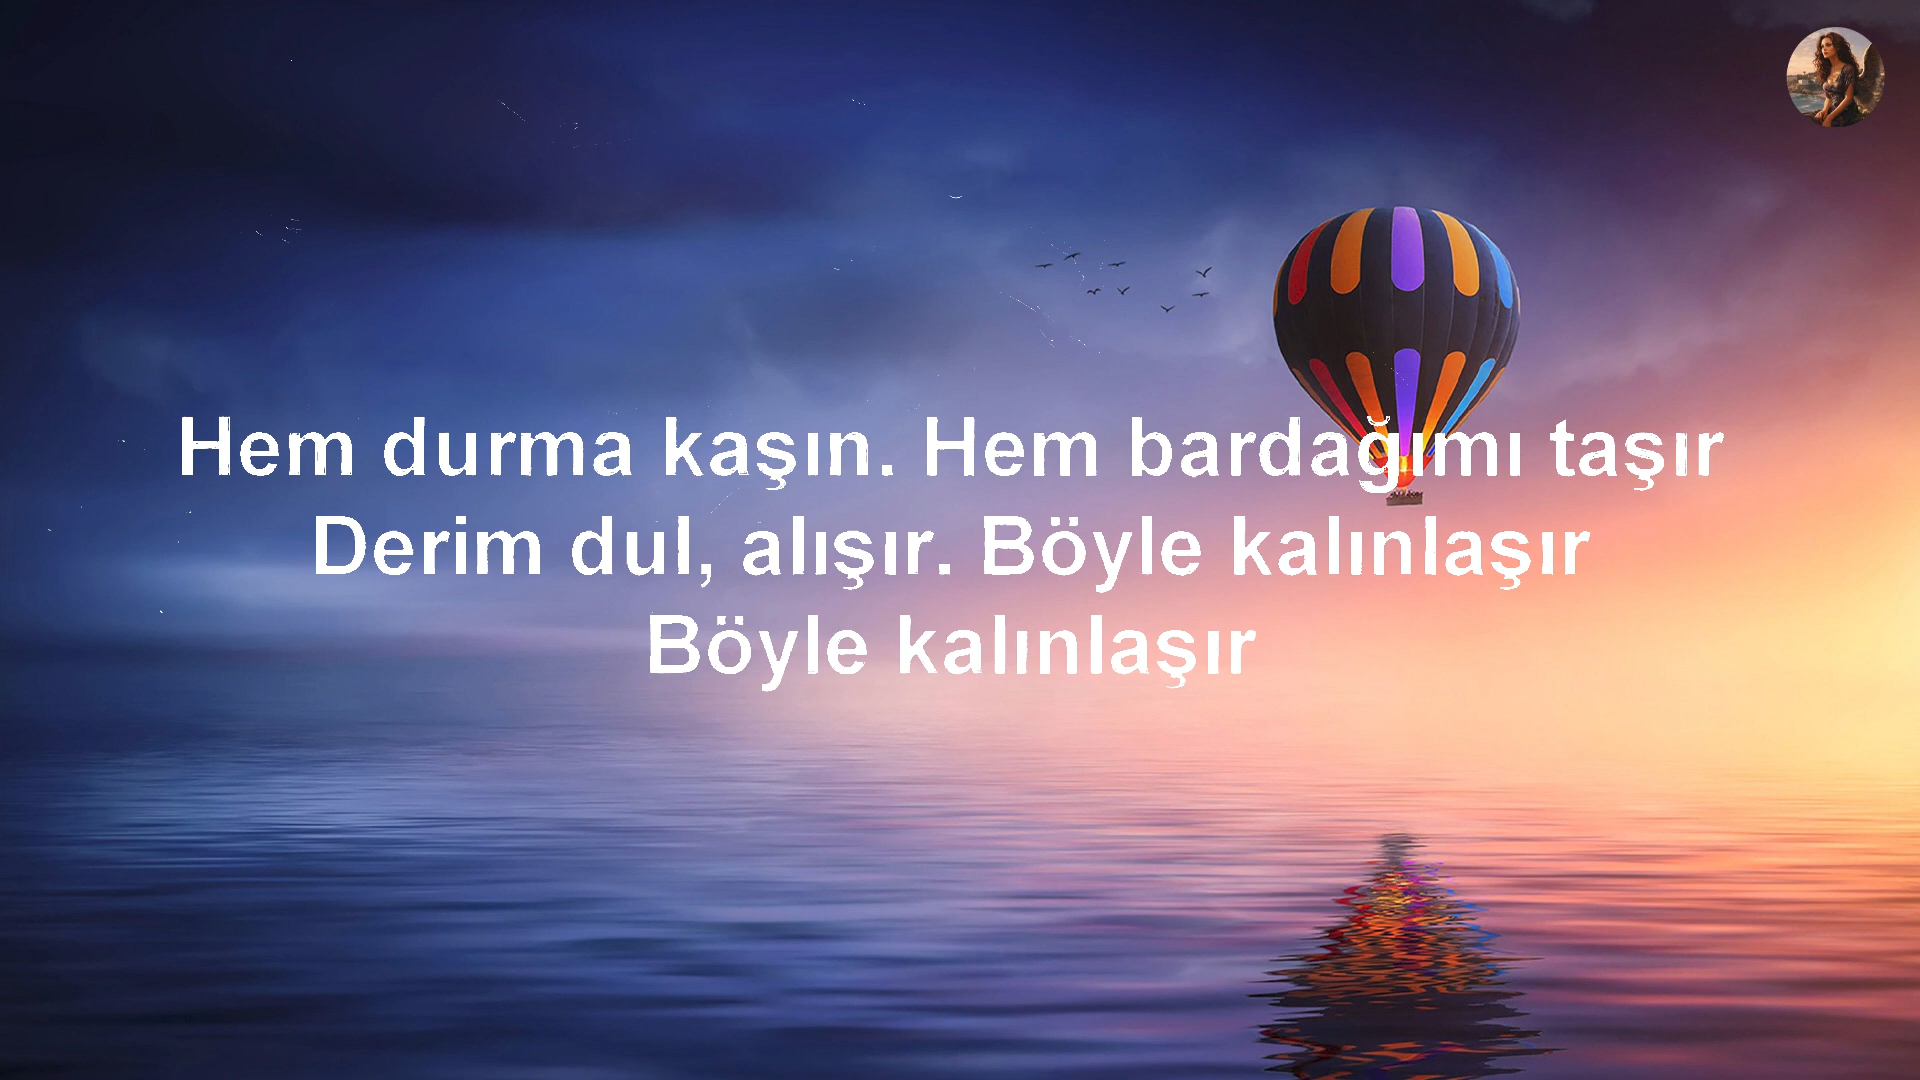 Hem durma kaşın. Hem bardağımı taşır
Derim dul, alışır. Böyle kalınlaşır
Böyle kalınlaşır